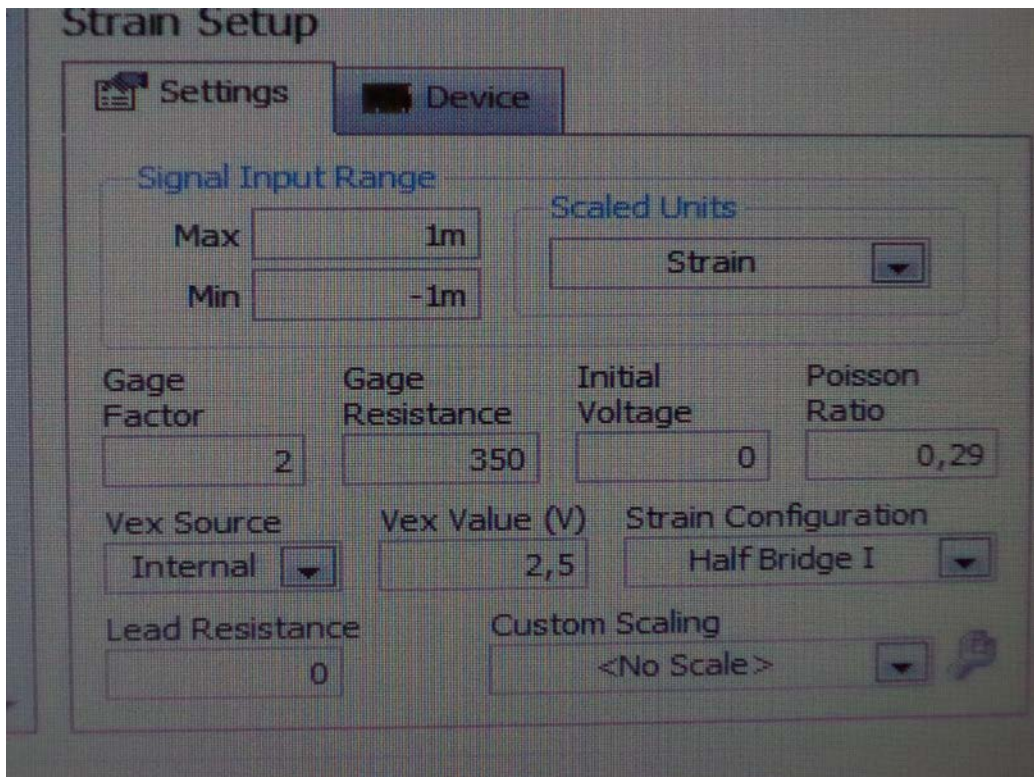 Strain Setup
Settings
Device
Signal Input Range
Max 1m
Min -1m
Scaled Units
Strain
Gage Factor
2
Gage Resistance
350
Initial Voltage
0
Poisson Ratio
0,29
Vex Source
Internal
Vex Value (V)
2,5
Strain Configuration
Half Bridge I
Lead Resistance
0
Custom Scaling
<No Scale>